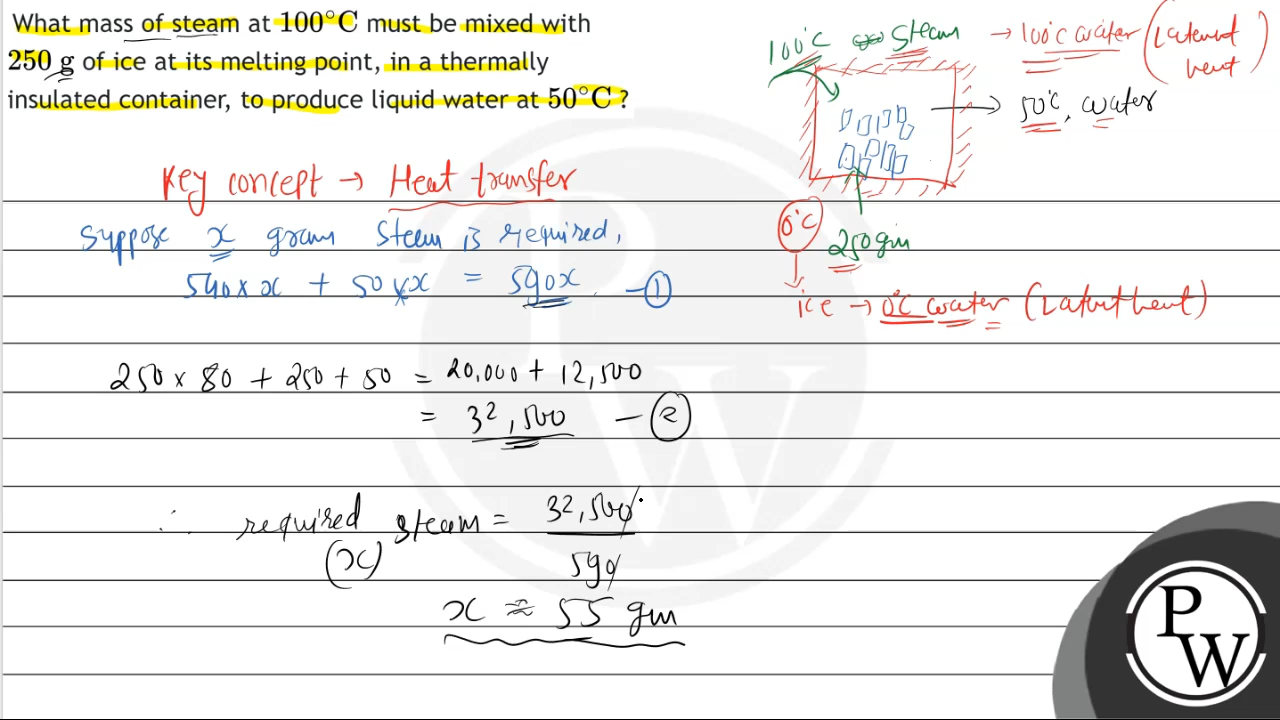 What mass of steam at 100°C must be mixed with
250 g of ice at its melting point, in a thermally
insulated container, to produce liquid water at 50°C ?
100°C steam → 100°C water (Latent heat)
→ 50°C, water
Key concept → Heat transfer
0°C
250 gm
Suppose x gram steam is required,
540 × x + 50 × x = 590x — ①
ice → 0°C water (Latent heat)
250 × 80 + 250 + 50 = 20,000 + 12,500
= 32,500 — ②
∴ required steam = 32,500
(x)
590
x ≈ 55 gm
P
W
P
W